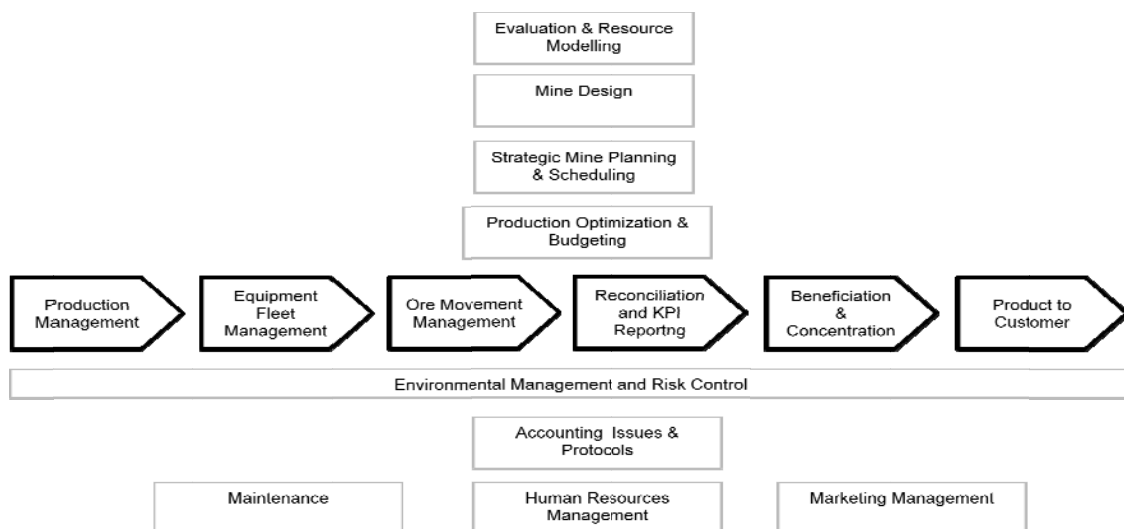 Evaluation & Resource
Modelling
Mine Design
Strategic Mine Planning
& Scheduling
Production Optimization &
Budgeting
Production
Management
Equipment
Fleet
Management
Ore Movement
Management
Reconciliation
and KPI
Reportng
Beneficiation
&
Concentration
Product to
Customer
Environmental Management and Risk Control
Accounting Issues &
Protocols
Maintenance
Human Resources
Management
Marketing Management